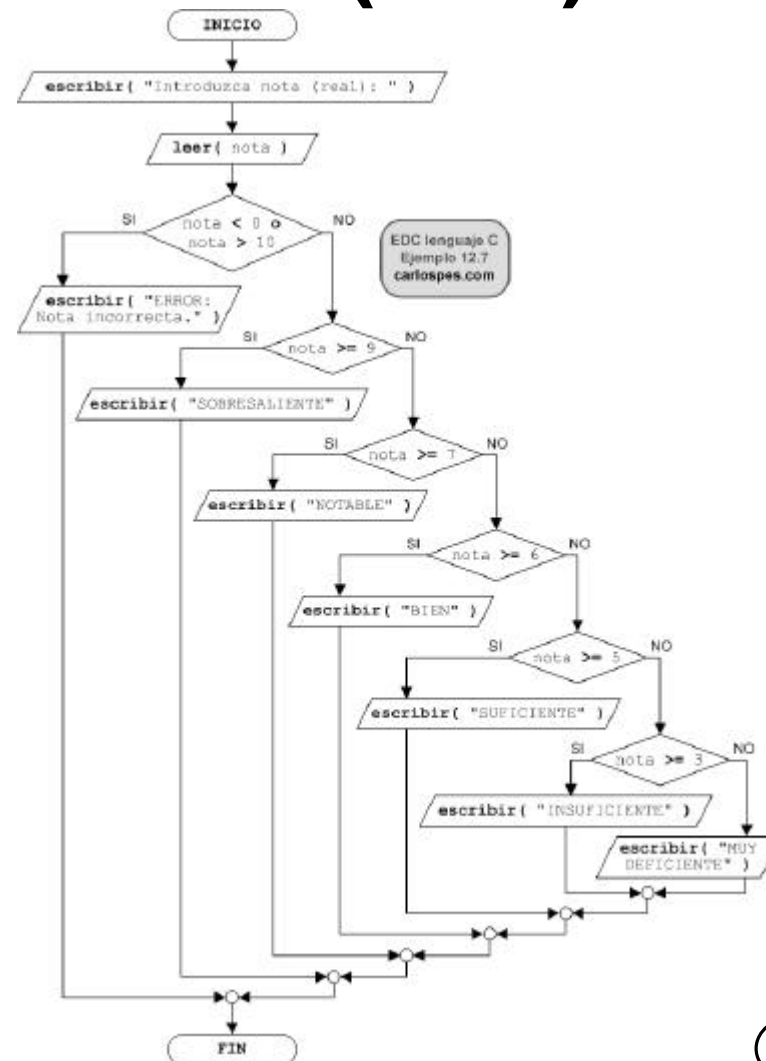 INICIO
escribir( "Introduzca nota (real): " )
leer( nota )
SI
nota < 0 o
nota > 10
NO
EDC lenguaje C
Ejemplo 12.7
carlospes.com
escribir( "ERROR:
Nota incorrecta." )
SI
nota >= 9
NO
escribir( "SOBRESALIENTE" )
SI
nota >= 7
NO
escribir( "NOTABLE" )
SI
nota >= 6
NO
escribir( "BIEN" )
SI
nota >= 5
NO
escribir( "SUFICIENTE" )
SI
nota >= 3
NO
escribir( "INSUFICIENTE" )
escribir( "MUY
DEFICIENTE" )
FIN